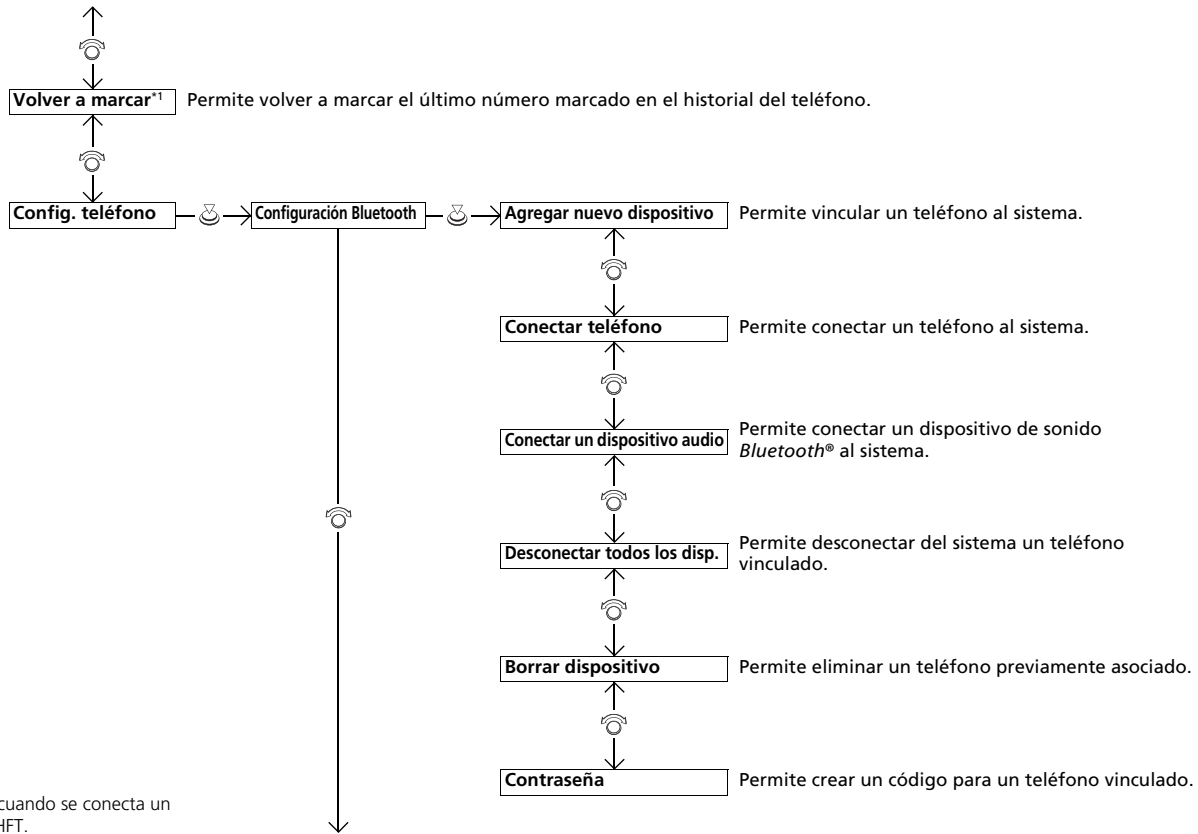 Volver a marcar*1 Permite volver a marcar el último número marcado en el historial del teléfono.
Config. teléfono Configuración Bluetooth Agregar nuevo dispositivo Permite vincular un teléfono al sistema.
Conectar teléfono Permite conectar un teléfono al sistema.
Conectar un dispositivo audio Permite conectar un dispositivo de sonido
Bluetooth® al sistema.
Desconectar todos los disp. Permite desconectar del sistema un teléfono
vinculado.
Borrar dispositivo Permite eliminar un teléfono previamente asociado.
Contraseña Permite crear un código para un teléfono vinculado.
cuando se conecta un
HFT.